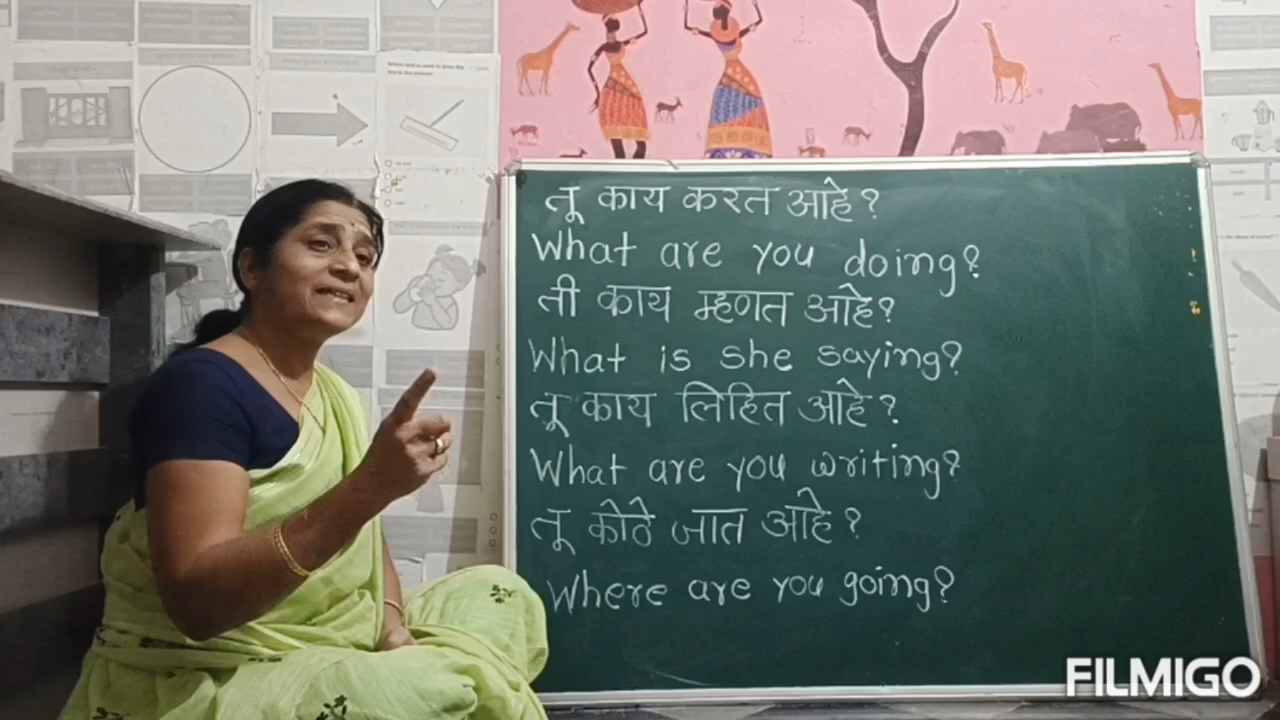 तू काय करत आहे?
What are you doing?
ती काय म्हणत आहे?
What is she saying?
तू काय लिहित आहे?
What are you writing?
तू कोठे जात आहे?
Where are you going?
FILMIGO